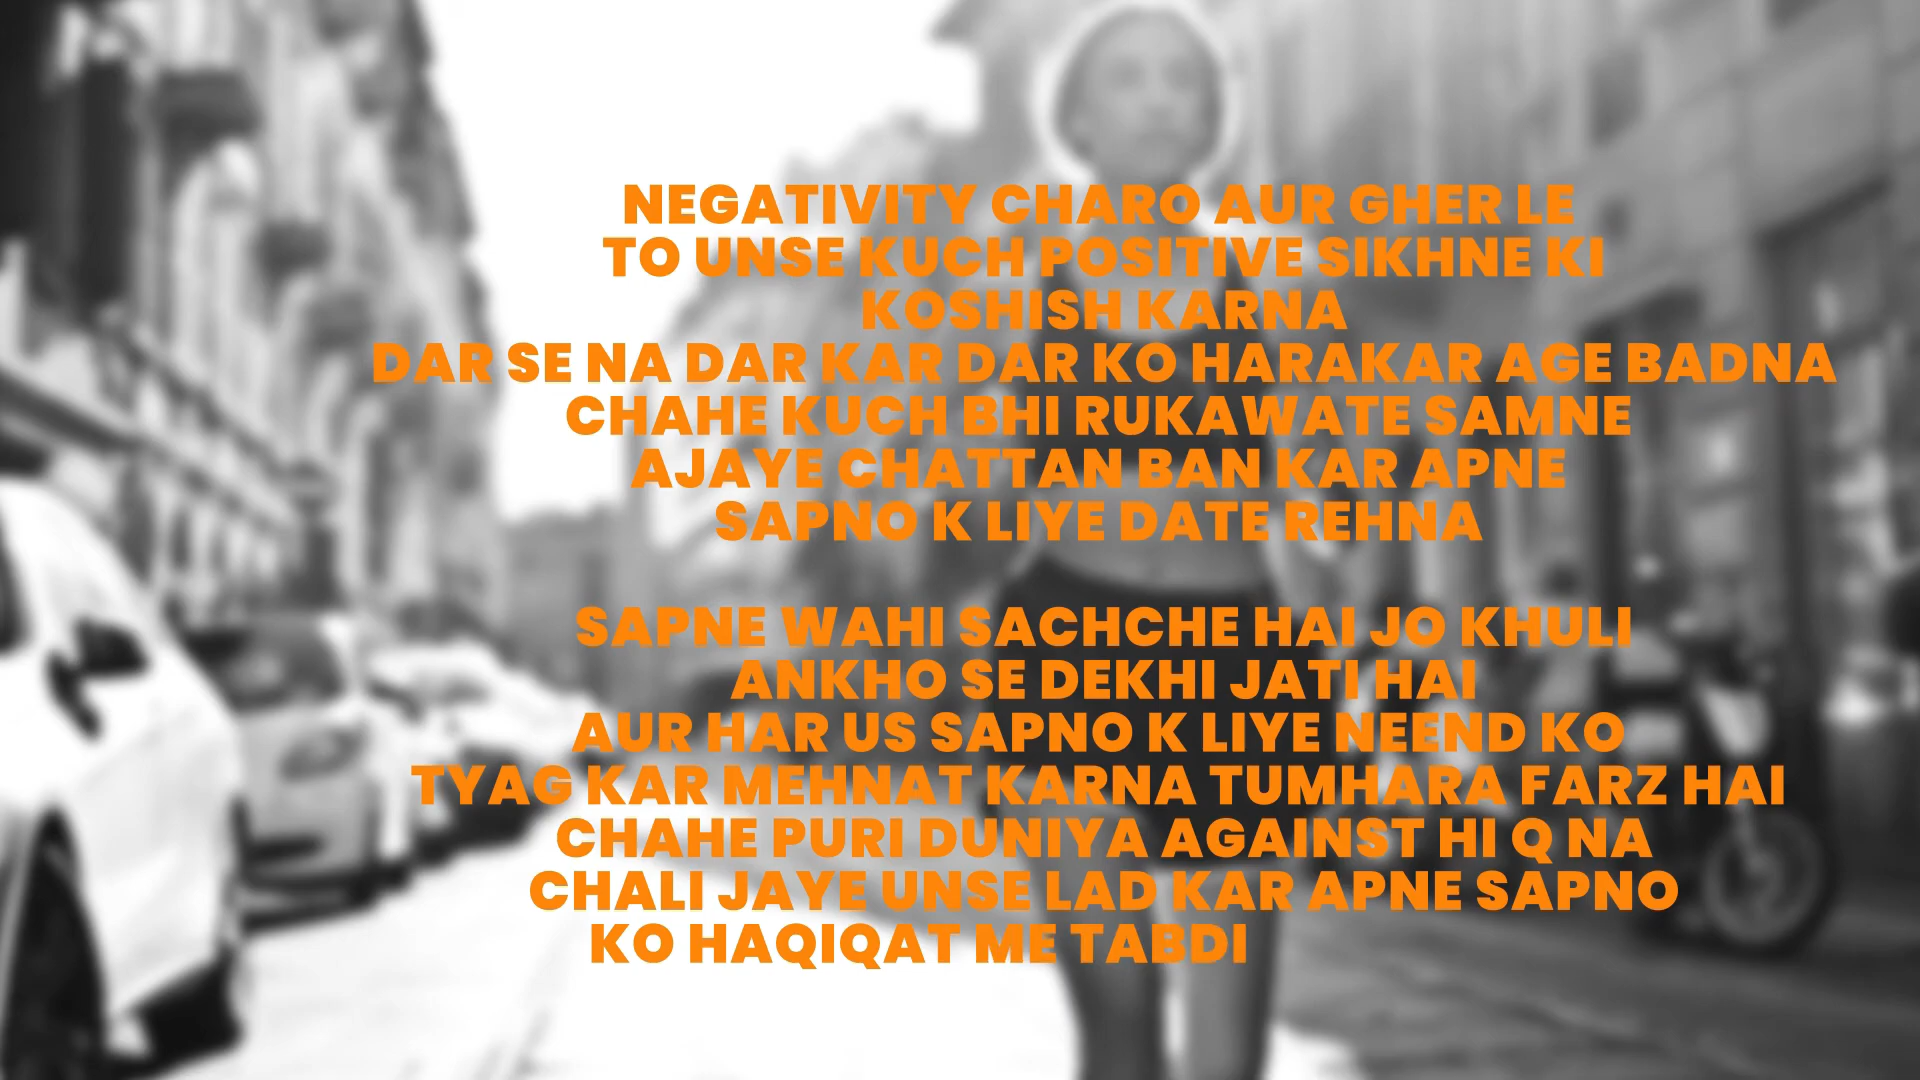 NEGATIVITY CHARO AUR GHER LE
TO UNSE KUCH POSITIVE SIKHNE KI
KOSHISH KARNA
DAR SE NA DAR KAR DAR KO HARAKAR AGE BADNA
CHAHE KUCH BHI RUKAWATE SAMNE
AJAYE CHATTAN BAN KAR APNE
SAPNO K LIYE DATE REHNA
SAPNE WAHI SACHCHE HAI JO KHULI
ANKHO SE DEKHI JATI HAI
AUR HAR US SAPNO K LIYE NEEND KO
TYAG KAR MEHNAT KARNA TUMHARA FARZ HAI
CHAHE PURI DUNIYA AGAINST HI Q NA
CHALI JAYE UNSE LAD KAR APNE SAPNO
KO HAQIQAT ME TABDI